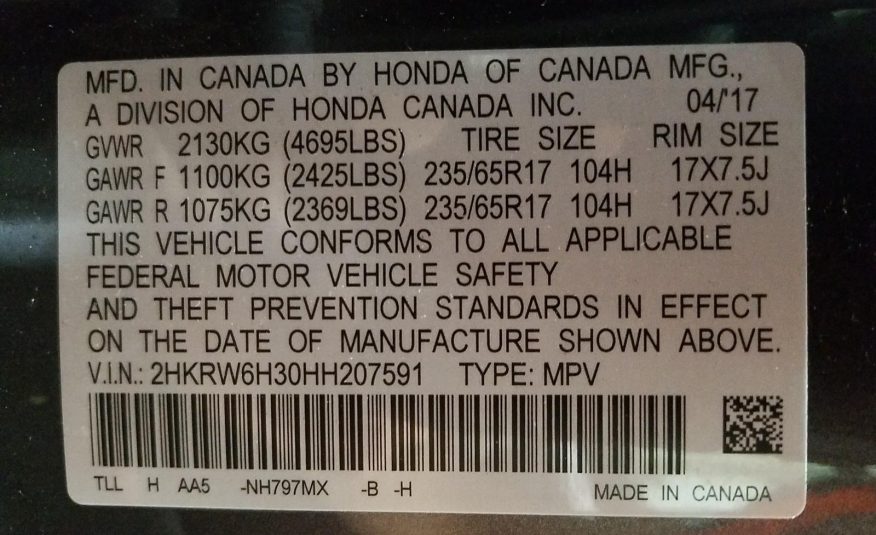 MFD. IN CANADA BY HONDA OF CANADA MFG.,
A DIVISION OF HONDA CANADA INC. 04/'17
GVWR 2130KG (4695LBS) TIRE SIZE RIM SIZE
GAWR F 1100KG (2425LBS) 235/65R17 104H 17X7.5J
GAWR R 1075KG (2369LBS) 235/65R17 104H 17X7.5J
THIS VEHICLE CONFORMS TO ALL APPLICABLE
FEDERAL MOTOR VEHICLE SAFETY
AND THEFT PREVENTION STANDARDS IN EFFECT
ON THE DATE OF MANUFACTURE SHOWN ABOVE.
V.I.N.: 2HKRW6H30HH207591 TYPE: MPV
TLL H AA5 -NH797MX -B -H MADE IN CANADA